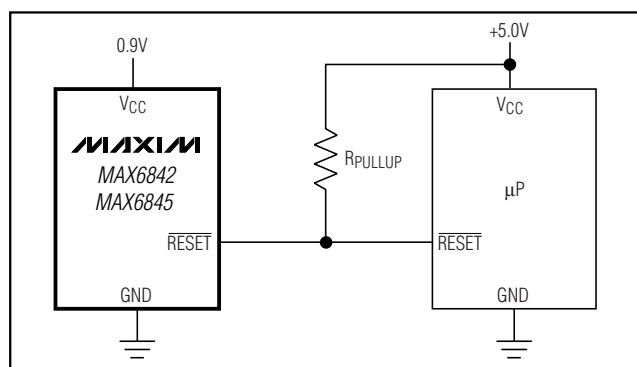 0.9V
+5.0V
VCC
VCC
MAXIM
MAX6842
MAX6845
RPULLUP
μP
RESET
RESET
GND
GND